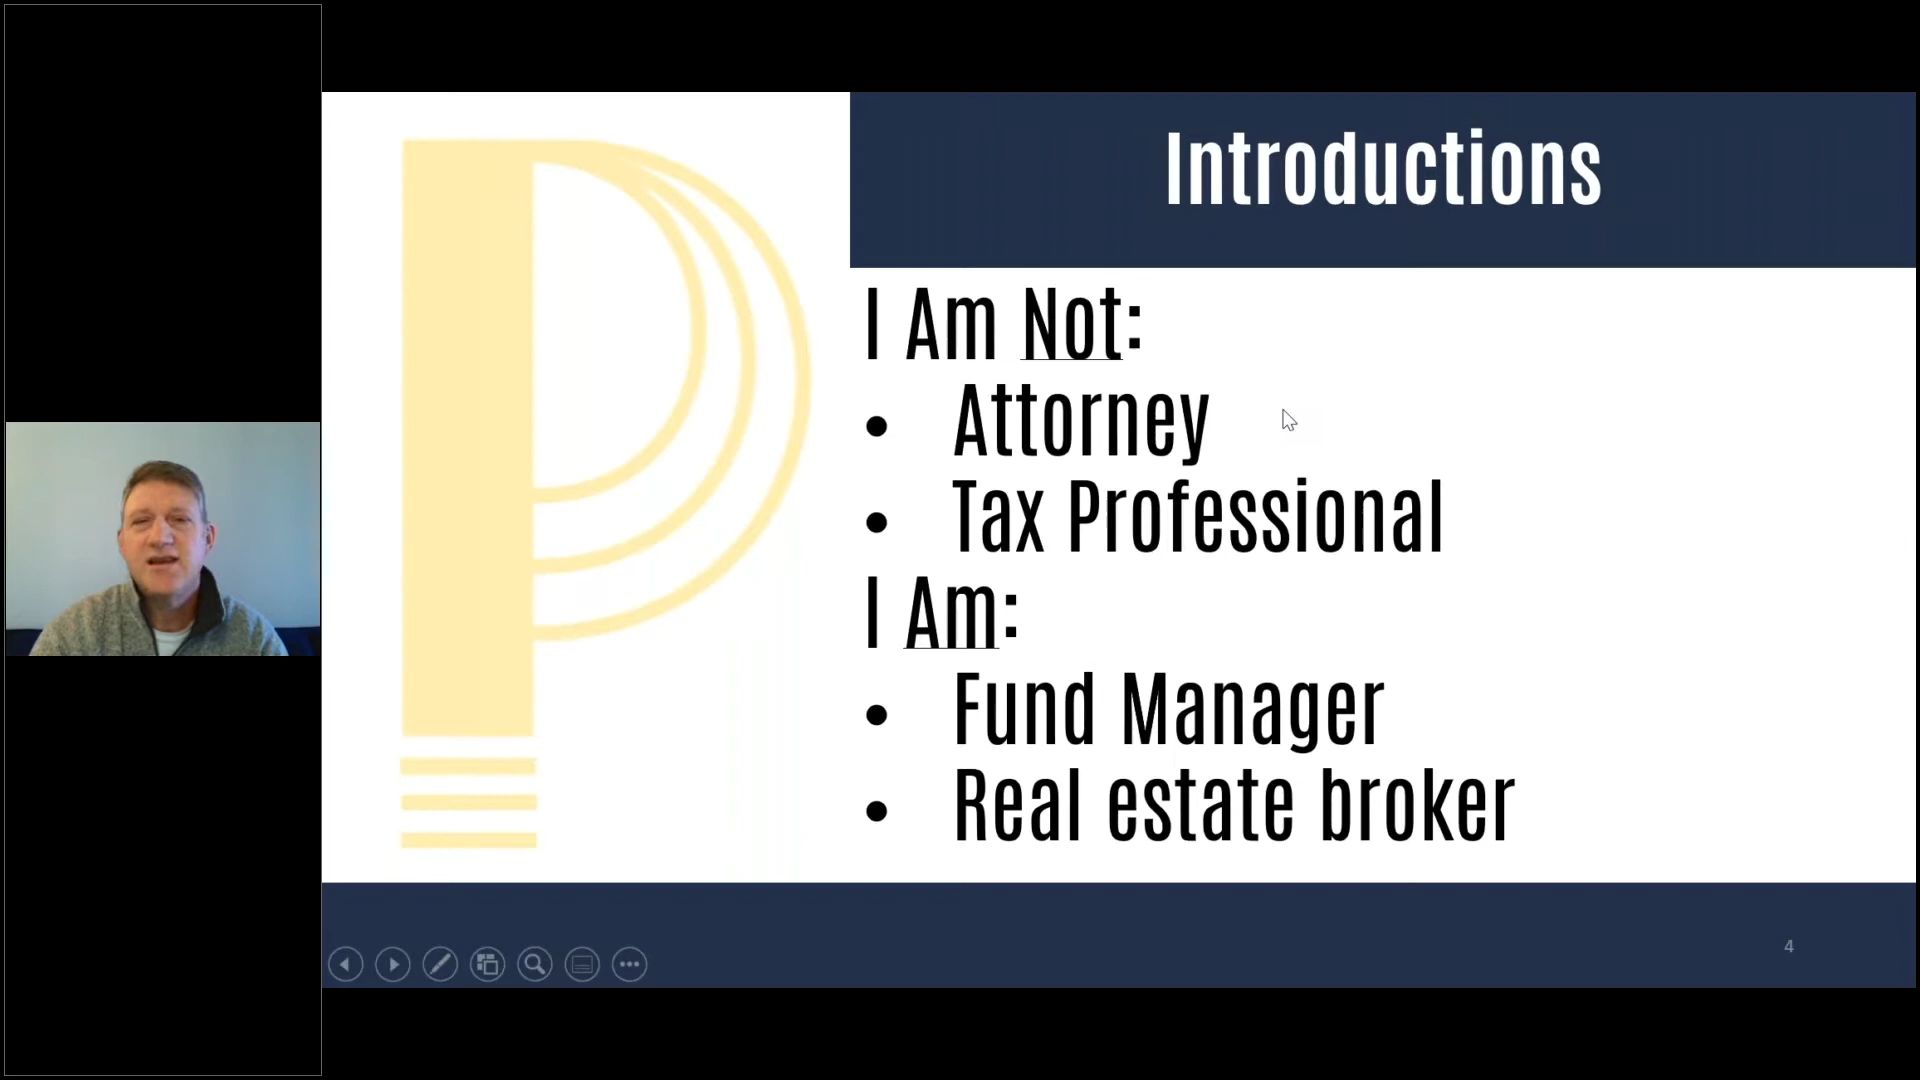 Introductions
I Am Not:
• Attorney
• Tax Professional
I Am:
• Fund Manager
• Real estate broker
4